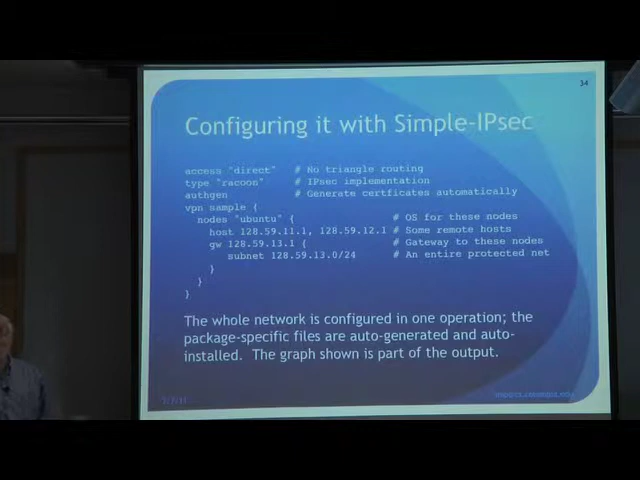 34
Configuring it with Simple-IPsec
access "direct" # No triangle routing
type "racoon" # IPsec implementation
authgen # Generate certficates automatically
vpn sample {
nodes "ubuntu" { # OS for these nodes
host 128.59.11.1, 128.59.12.1 # Some remote hosts
gw 128.59.13.1 { # Gateway to these nodes
subnet 128.59.13.0/24 # An entire protected net
}
}
}
The whole network is configured in one operation; the
package-specific files are auto-generated and auto-
installed. The graph shown is part of the output.